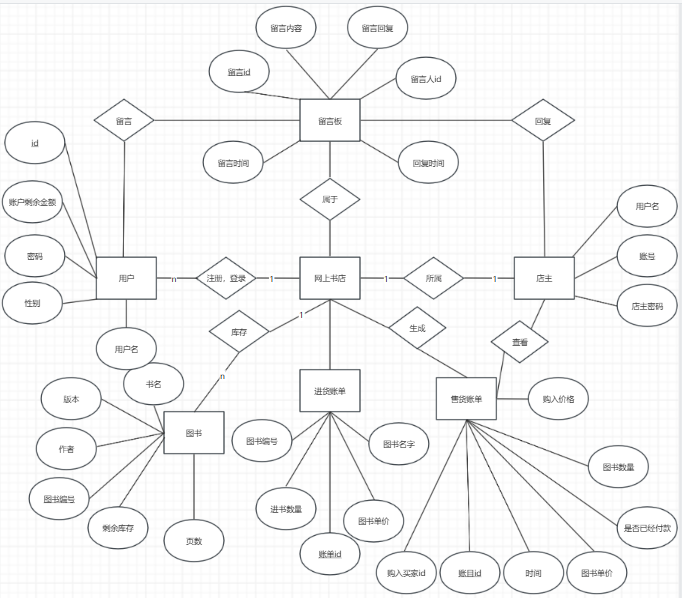 留言内容
留言回复
留言id
留言人id
留言
留言板
回复
id
留言时间
回复时间
账户剩余金额
属于
用户名
密码
账号
用户
n
注册，登录
1
网上书店
1
所属
1
店主
性别
店主密码
库存
1
生成
查看
用户名
n
书名
版本
进货账单
售货账单
购入价格
图书
作者
图书编号
图书名字
图书数量
图书编号
进书数量
图书单价
剩余库存
页数
是否已经付款
账单id
购入买家id
账目id
时间
图书单价